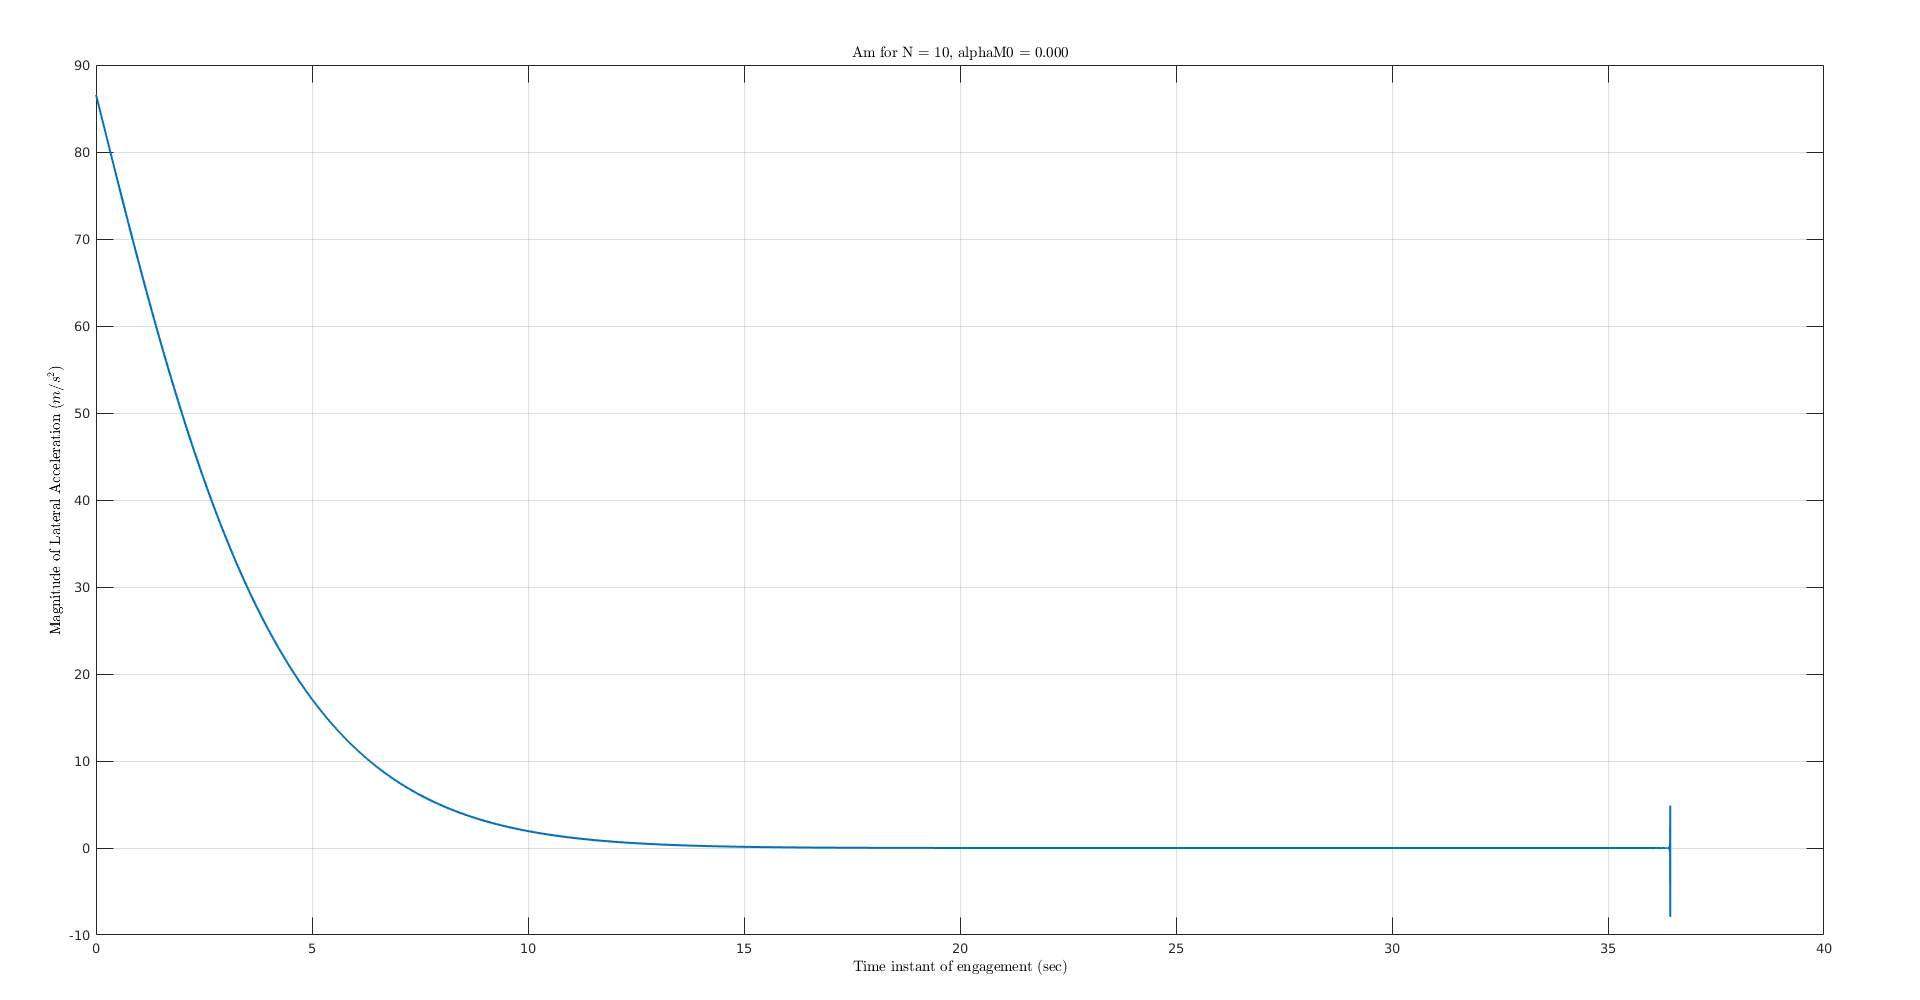 Am for N = 10, alphaM0 = 0.000
90
80
70
60
50
40
30
20
10
0
-10
Magnitude of Lateral Acceleration (m/s²)
0 5 10 15 20 25 30 35 40
Time instant of engagement (sec)